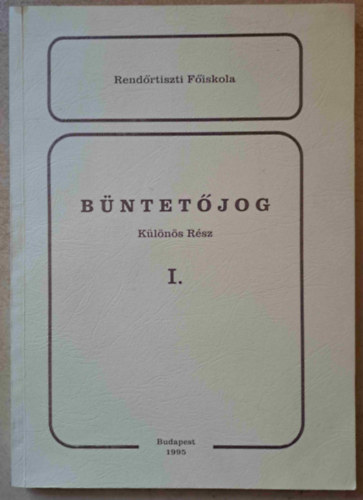 Rendőrtiszti Főiskola
BÜNTETŐJOG
Különös Rész
I.
Budapest
1995